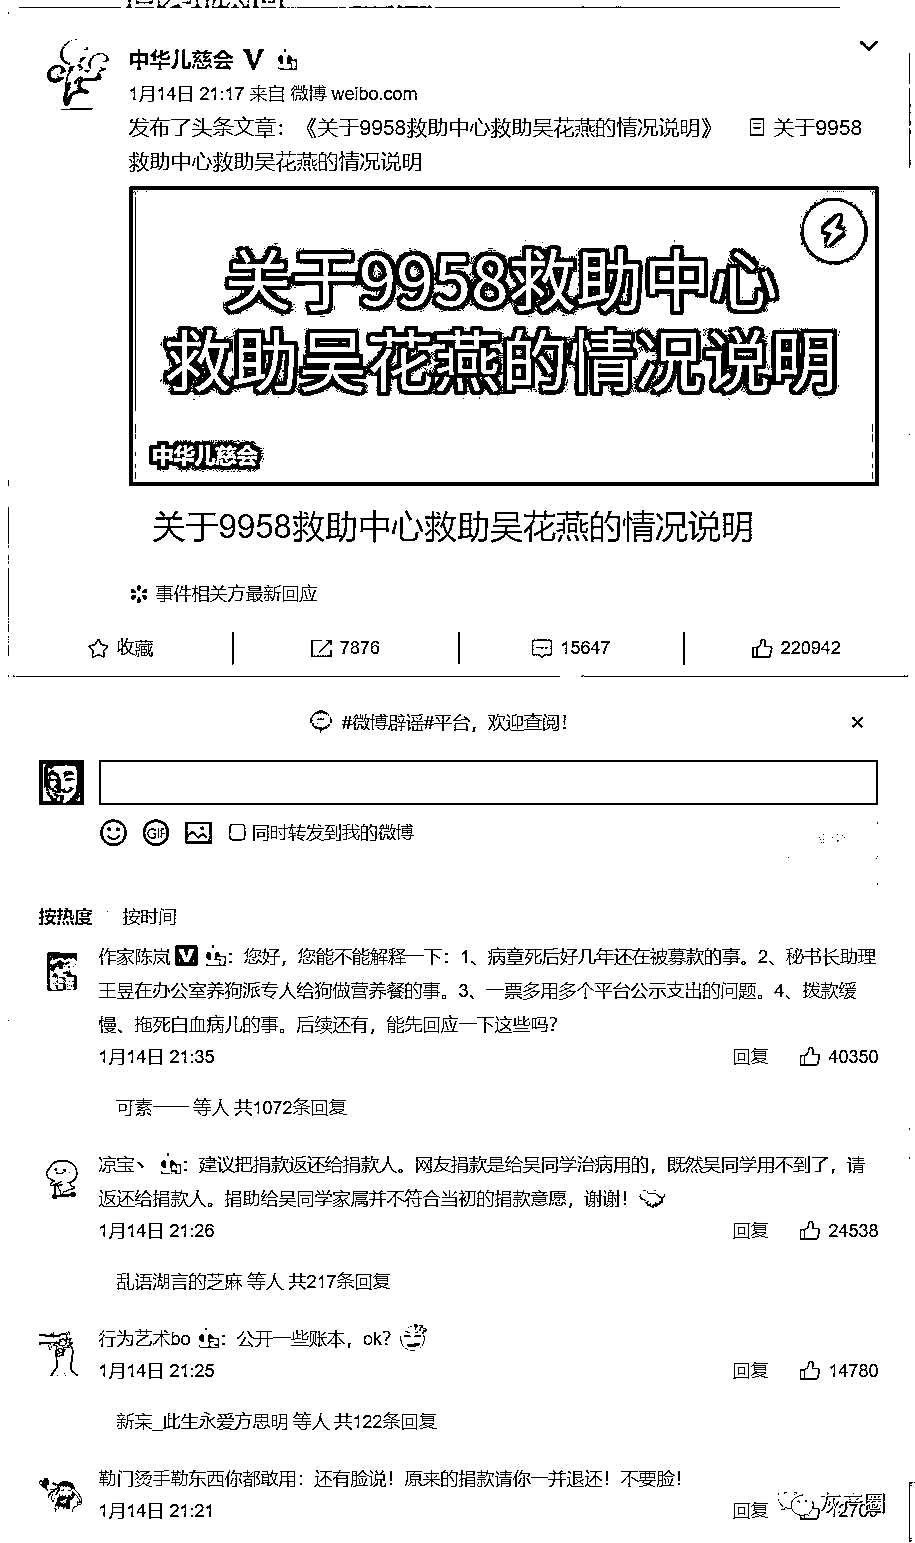 中华儿慈会 V
1月14日 21:17 来自 微博 weibo.com
发布了头条文章：《关于9958救助中心救助吴花燕的情况说明》 关于9958
救助中心救助吴花燕的情况说明
关于9958救助中心
救助吴花燕的情况说明
中华儿慈会
关于9958救助中心救助吴花燕的情况说明
事件相关方最新回应
收藏 7876 15647 220942
#微博辟谣#平台，欢迎查阅！ ×
GIF 同时转发到我的微博
按热度 按时间
作家陈岚 V ：您好，您能不能解释一下：1、病童死后好几年还在被募款的事。2、秘书长助理
王昱在办公室养狗派专人给狗做营养餐的事。3、一票多用多个平台公示支出的问题。4、拨款缓
慢、拖死白血病儿的事。后续还有，能先回应一下这些吗？
1月14日 21:35 回复 40350
可素—— 等人 共1072条回复
凉宝丶 ：建议把捐款返还给捐款人。网友捐款是给吴同学治病用的，既然吴同学用不到了，请
返还给捐款人。捐助给吴同学家属并不符合当初的捐款意愿，谢谢！
1月14日 21:26 回复 24538
乱语湖言的芝麻 等人 共217条回复
行为艺术bo ：公开一些账本，ok？
1月14日 21:25 回复 14780
新宲_此生永爱方思明 等人 共122条回复
勒门烫手勒东西你都敢用：还有脸说！原来的捐款请你一并退还！不要脸！
1月14日 21:21 回复
灰产圈